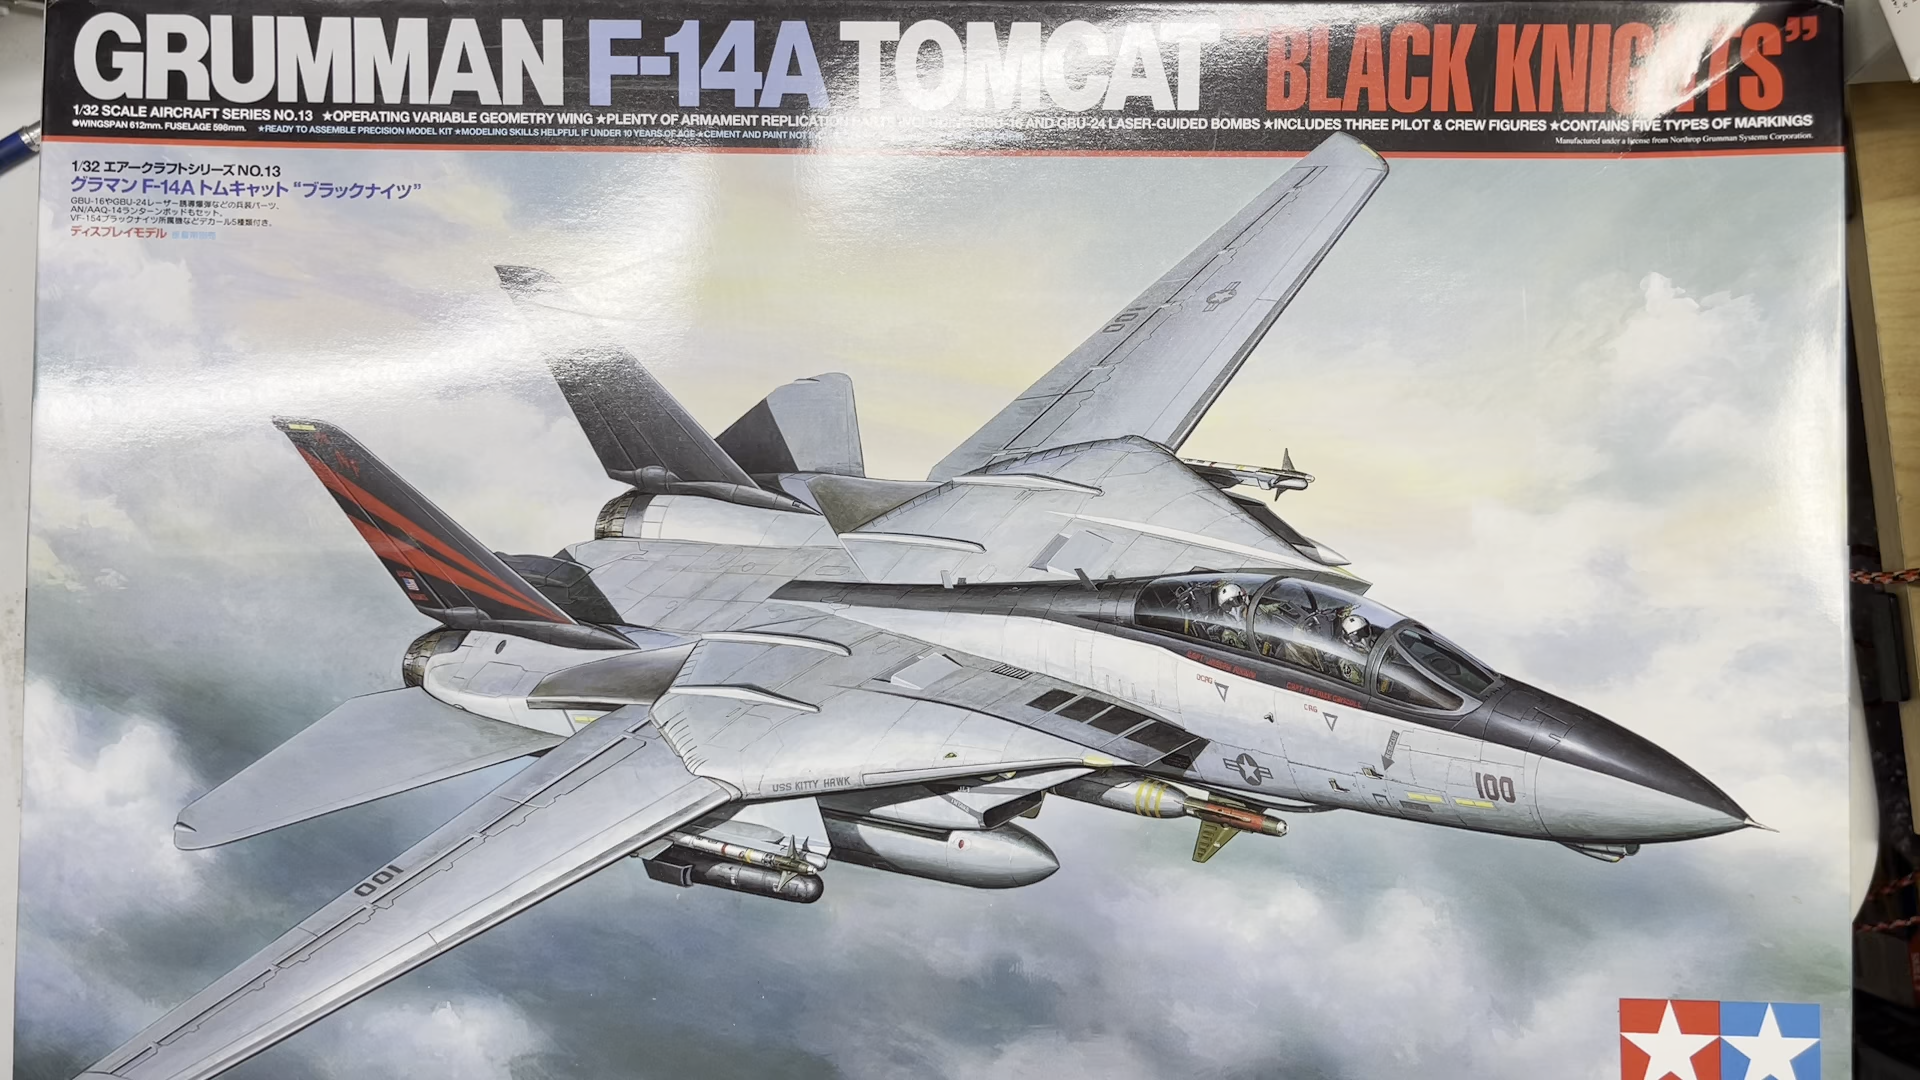 GRUMMAN F-14A TOMCAT "BLACK KNIGHTS"
1/32 SCALE AIRCRAFT SERIES NO.13 ★OPERATING VARIABLE GEOMETRY WING ★PLENTY OF ARMAMENT REPLICATION GBU-16 AND GBU-24 LASER-GUIDED BOMBS ★INCLUDES THREE PILOT & CREW FIGURES ★CONTAINS FIVE TYPES OF MARKINGS
●WINGSPAN 612mm. FUSELAGE 598mm. ★READY TO ASSEMBLE PRECISION MODEL KIT ★MODELING SKILLS HELPFUL IF UNDER 10 YEARS OF AGE ★CEMENT AND PAINT NOT
Manufactured under a license from Northrop Grumman Systems Corporation.
1/32 エアークラフトシリーズ NO.13
グラマン F-14A トムキャット "ブラックナイツ"
GBU-16やGBU-24レーザー誘導爆弾などの兵装パーツ、
AN/AAQ-14ランターンポッドもセット。
VF-154ブラックナイツ所属機などデカール5種類付き。
ディスプレイモデル
100
NF
DCAG
CAG
RESCUE
USS KITTY HAWK
100
100